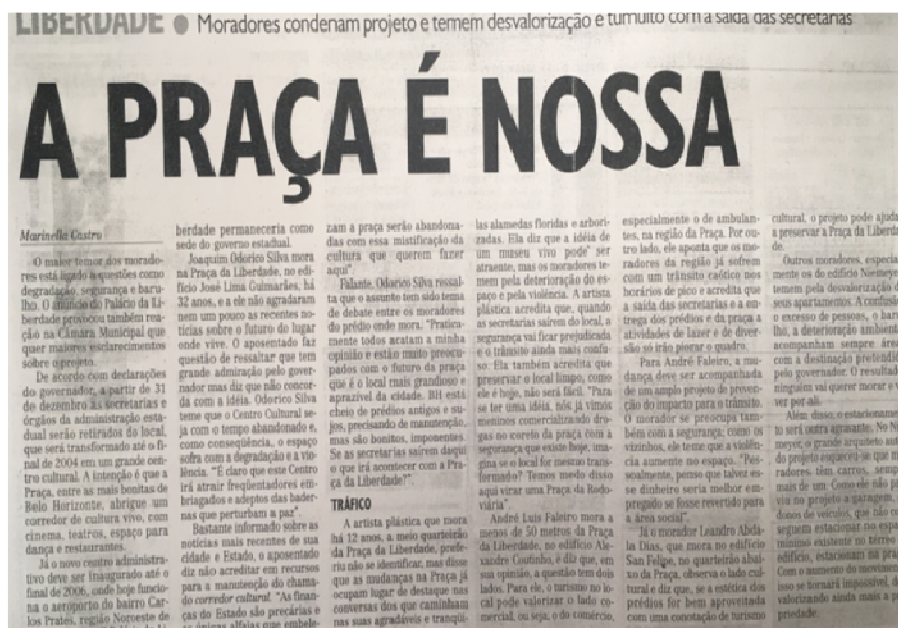 LIBERDADE ● Moradores condenam projeto e temem desvalorização e tumulto com a saída das secretarias
A PRAÇA É NOSSA
Marinella Castro
O maior temor dos morado-
res está ligado a questões como
degradação, segurança e baru-
lho. O anúncio do Palácio da Li-
berdade provocou também rea-
ção na Câmara Municipal que
quer maiores esclarecimentos
sobre o projeto.
De acordo com declarações
do governador, a partir de 31
de dezembro as secretarias e
órgãos da administração esta-
dual serão retirados do local,
que será transformado até o fi-
nal de 2004 em um grande cen-
tro cultural. A intenção é que a
Praça, entre as mais bonitas de
Belo Horizonte, abrigue um
corredor de cultura vivo, com
cinema, teatros, espaço para
dança e restaurantes.
Já o novo centro administra-
tivo deve ser inaugurado até o
final de 2006, onde hoje funcio-
na o aeroporto do bairro Car-
los Prates, região Noroeste de
berdade permaneceria como
sede do governo estadual.
Joaquim Odorico Silva mora
na Praça da Liberdade, no edi-
fício José Lima Guimarães, há
32 anos, e a ele não agradaram
nem um pouco as recentes no-
tícias sobre o futuro do lugar
onde vive. O aposentado faz
questão de ressaltar que tem
grande admiração pelo gover-
nador mas diz que não concor-
da com a idéia. Odorico Silva
teme que o Centro Cultural se-
ja com o tempo abandonado e,
como conseqüência, o espaço
sofra com a degradação e a vio-
lência. "É claro que este Centro
irá atrair freqüentadores em-
briagados e adeptos das bader-
nas que perturbam a paz".
Bastante informado sobre as
notícias mais recentes de sua
cidade e Estado, o aposentado
diz não acreditar em recursos
para a manutenção do chama-
do corredor cultural. "As finan-
ças do Estado são precárias e
as únicas alfaias que embele-
zam a praça serão abandona-
das com essa mistificação da
cultura que querem fazer
aqui".
Falante, Odorico Silva ressal-
ta que o assunto tem sido tema
de debate entre os moradores
do prédio onde mora. "Pratica-
mente todos acatam a minha
opinião e estão muito preocu-
pados com o futuro da praça
que é o local mais grandioso e
aprazível da cidade. BH está
cheio de prédios antigos e su-
jos, precisando de manutenção,
mas são bonitos, imponentes.
Se as secretarias saírem daqui
o que irá acontecer com a Pra-
ça da Liberdade?"
TRÁFICO
A artista plástica que mora
há 12 anos, a meio quarteirão
da Praça da Liberdade, prefe-
riu não se identificar, mas disse
que as mudanças na Praça já
ocupam lugar de destaque nas
conversas dos que caminham
nas suas agradáveis e tranqüi-
las alamedas floridas e arbori-
zadas. Ela diz que a idéia de
um museu vivo pode ser
atraente, mas os moradores te-
mem pela deterioração do es-
paço e pela violência. A artista
plástica acredita que, quando
as secretarias saírem do local, a
segurança vai ficar prejudicada
e o trânsito ainda mais confu-
so. Ela também acredita que
preservar o local limpo, como
ele é hoje, não será fácil. "Para
se ter uma idéia, nós já vimos
meninos comercializando dro-
gas no coreto da praça com a
segurança que existe hoje, ima-
gina se o local for mesmo trans-
formado? Temos medo disso
aqui virar uma Praça da Rodo-
viária".
André Luis Faleiro mora a
menos de 50 metros da Praça
da Liberdade, no edifício Ale-
xandre Coutinho, e diz que, em
sua opinião, a questão tem dois
lados. Para ele, o turismo no lo-
cal pode valorizar o lado co-
mercial, ou seja, o do comércio,
especialmente o de ambulan-
tes, na região da Praça. Por ou-
tro lado, ele aponta que os mo-
radores da região já sofrem
com um trânsito caótico nos
horários de pico e acredita que
a saída das secretarias e a en-
trega dos prédios e da praça a
atividades de lazer e de diver-
são só irão piorar o quadro.
Para André Faleiro, a mu-
dança deve ser acompanhada
de um amplo projeto de preven-
ção do impacto para o trânsito.
O morador se preocupa tam-
bém com a segurança; como os
vizinhos, ele teme que a violên-
cia aumente no espaço. "Pes-
soalmente, penso que talvez es-
se dinheiro seria melhor em-
pregado se fosse revertido para
a área social".
Já o morador Leandro Abda-
la Dias, que mora no edifício
San Felipe, no quarteirão abai-
xo da Praça, observa o lado cul-
tural e diz que, se a estética dos
prédios for bem aproveitada
com uma conotação de turismo
cultural, o projeto pode ajuda
a preservar a Praça da Liberda
de.
Outros moradores, especial
mente os do edifício Niemeyer,
temem pela desvalorização d
seus apartamentos. A confusão
o excesso de pessoas, o baru
lho, a deterioração ambient
acompanham sempre área
com a destinação pretendid
pelo governador. O resultad
ninguém vai querer morar e v
ver por ali.
Além disso, o estacionament
to será outra agravante. No Ni
meyer, o grande arquiteto aut
do projeto esqueceu-se que m
radores têm carros, semp
mais de um. Como ele não p
viu no projeto a garagem,
donos de veículos, que não co
seguem estacionar no espa
mínimo existente no térreo
edifício, estacionam na pra
Com o aumento do movimen
isso se tornará impossível, d
valorizando ainda mais a p
priedade.